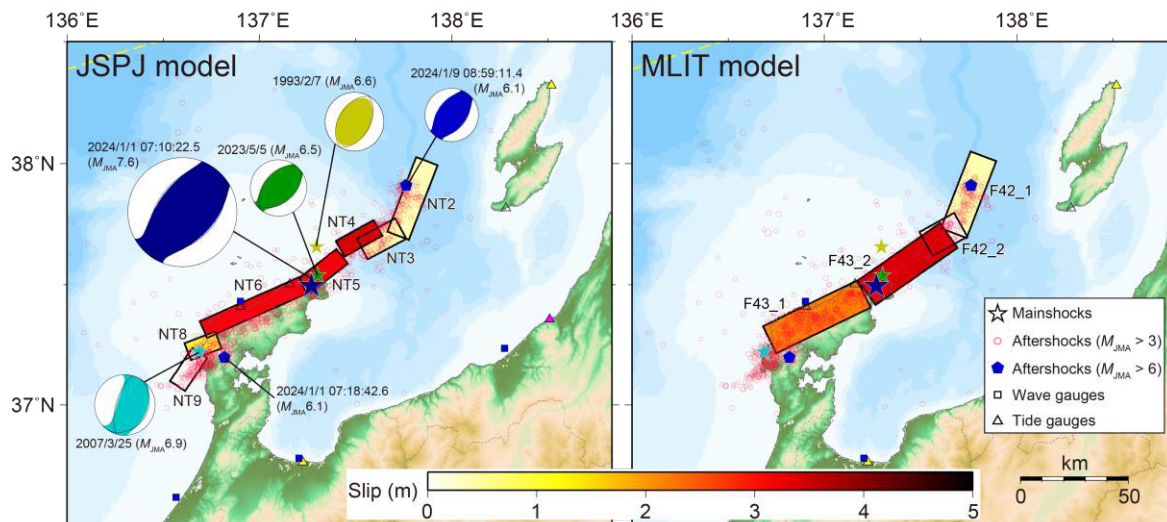 136°E
137°E
138°E
136°E
137°E
138°E
JSPJ model
1993/2/7 (MJMA6.6)
2024/1/9 08:59:11.4
(MJMA6.1)
2024/1/1 07:10:22.5
(MJMA7.6)
2023/5/5 (MJMA6.5)
38°N
NT2
NT4
NT3
NT5
NT6
NT8
NT9
37°N
2024/1/1 07:18:42.6
(MJMA6.1)
2007/3/25 (MJMA6.9)
MLIT model
38°N
F42_1
F42_2
F43_2
F43_1
37°N
Mainshocks
Aftershocks (MJMA > 3)
Aftershocks (MJMA > 6)
Wave gauges
Tide gauges
Slip (m)
0 1 2 3 4 5
km
0 50